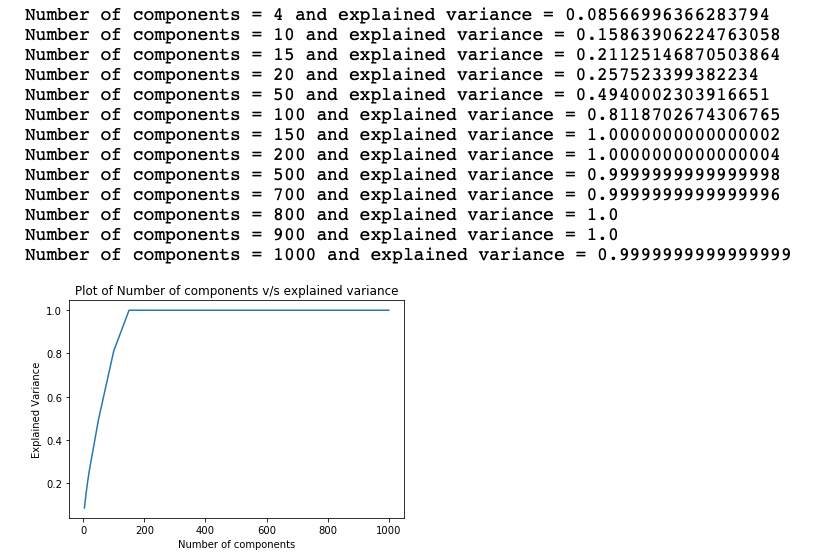 Number of components = 4 and explained variance = 0.08566996366283794
Number of components = 10 and explained variance = 0.15863906224763058
Number of components = 15 and explained variance = 0.21125146870503864
Number of components = 20 and explained variance = 0.257523399382234
Number of components = 50 and explained variance = 0.4940002303916651
Number of components = 100 and explained variance = 0.8118702674306765
Number of components = 150 and explained variance = 1.0000000000000002
Number of components = 200 and explained variance = 1.0000000000000004
Number of components = 500 and explained variance = 0.9999999999999998
Number of components = 700 and explained variance = 0.9999999999999996
Number of components = 800 and explained variance = 1.0
Number of components = 900 and explained variance = 1.0
Number of components = 1000 and explained variance = 0.9999999999999999
Plot of Number of components v/s explained variance
1.0
0.8
0.6
0.4
0.2
Explained Variance
0 200 400 600 800 1000
Number of components